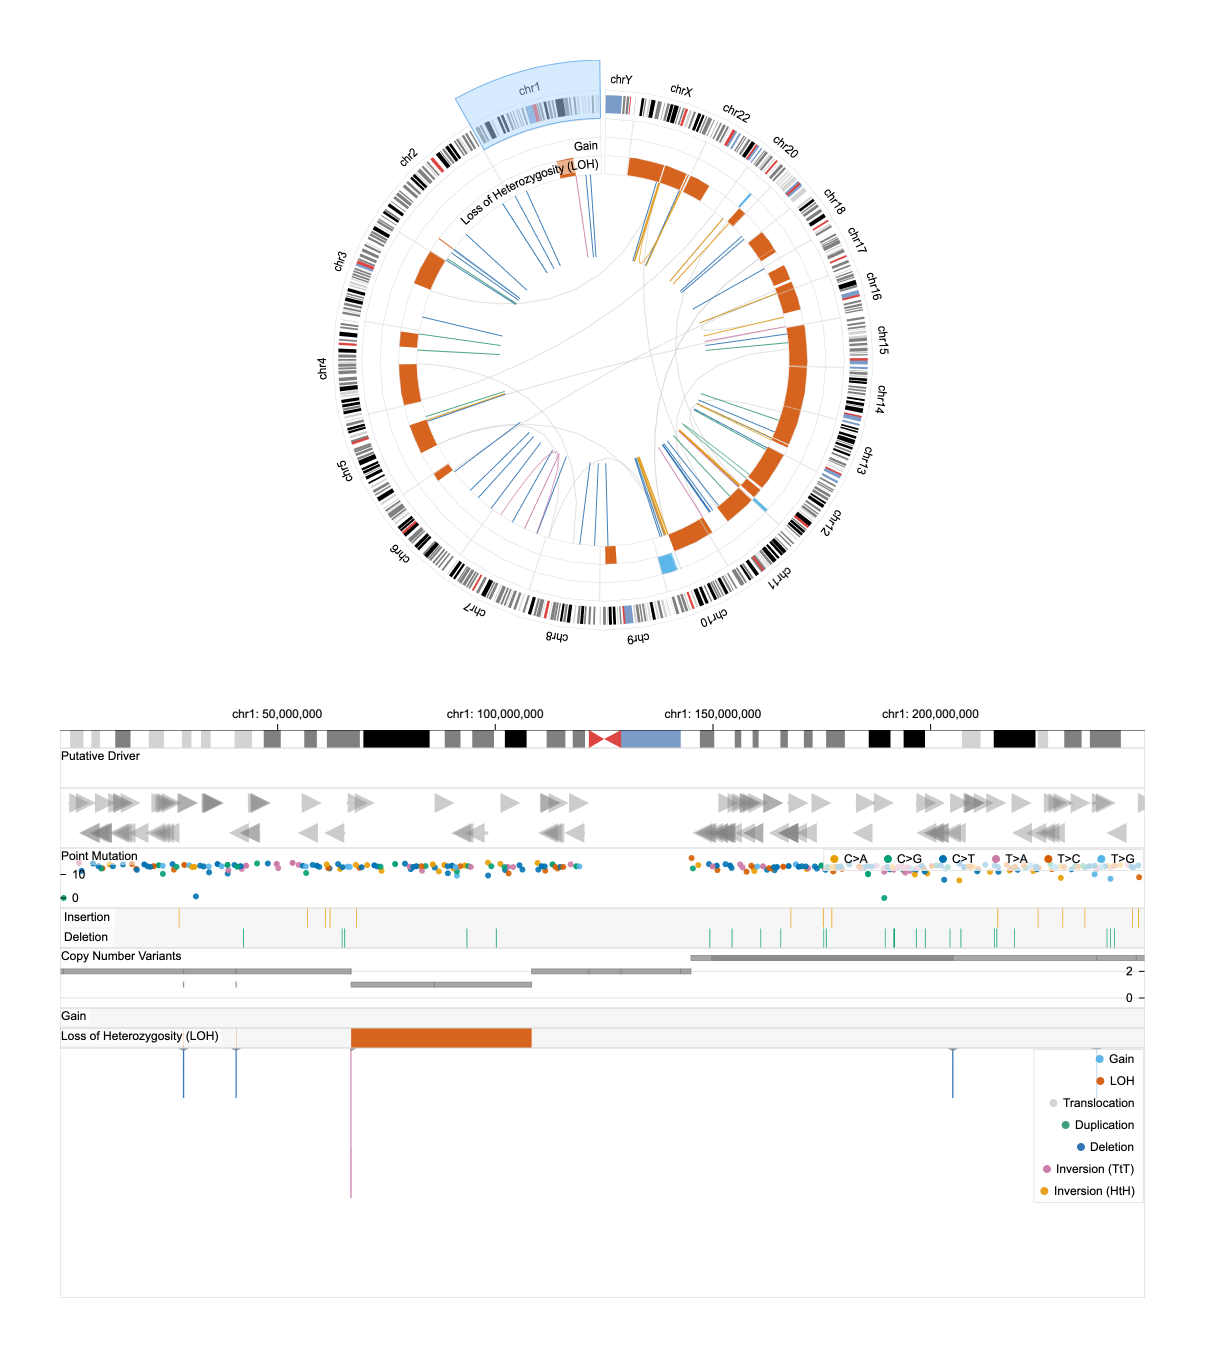 chr1
chrY
chrX
chr22
chr20
chr18
chr17
chr16
chr15
chr14
chr13
chr12
chr11
chr10
chr9
chr8
chr7
chr6
chr5
chr4
chr3
chr2
Gain
Loss of Heterozygosity (LOH)
chr1: 50,000,000 chr1: 100,000,000 chr1: 150,000,000 chr1: 200,000,000
Putative Driver
Point Mutation
C>A C>G C>T T>A T>C T>G
10
0
Insertion
Deletion
Copy Number Variants
2
0
Gain
Loss of Heterozygosity (LOH)
Gain
LOH
Translocation
Duplication
Deletion
Inversion (TtT)
Inversion (HtH)